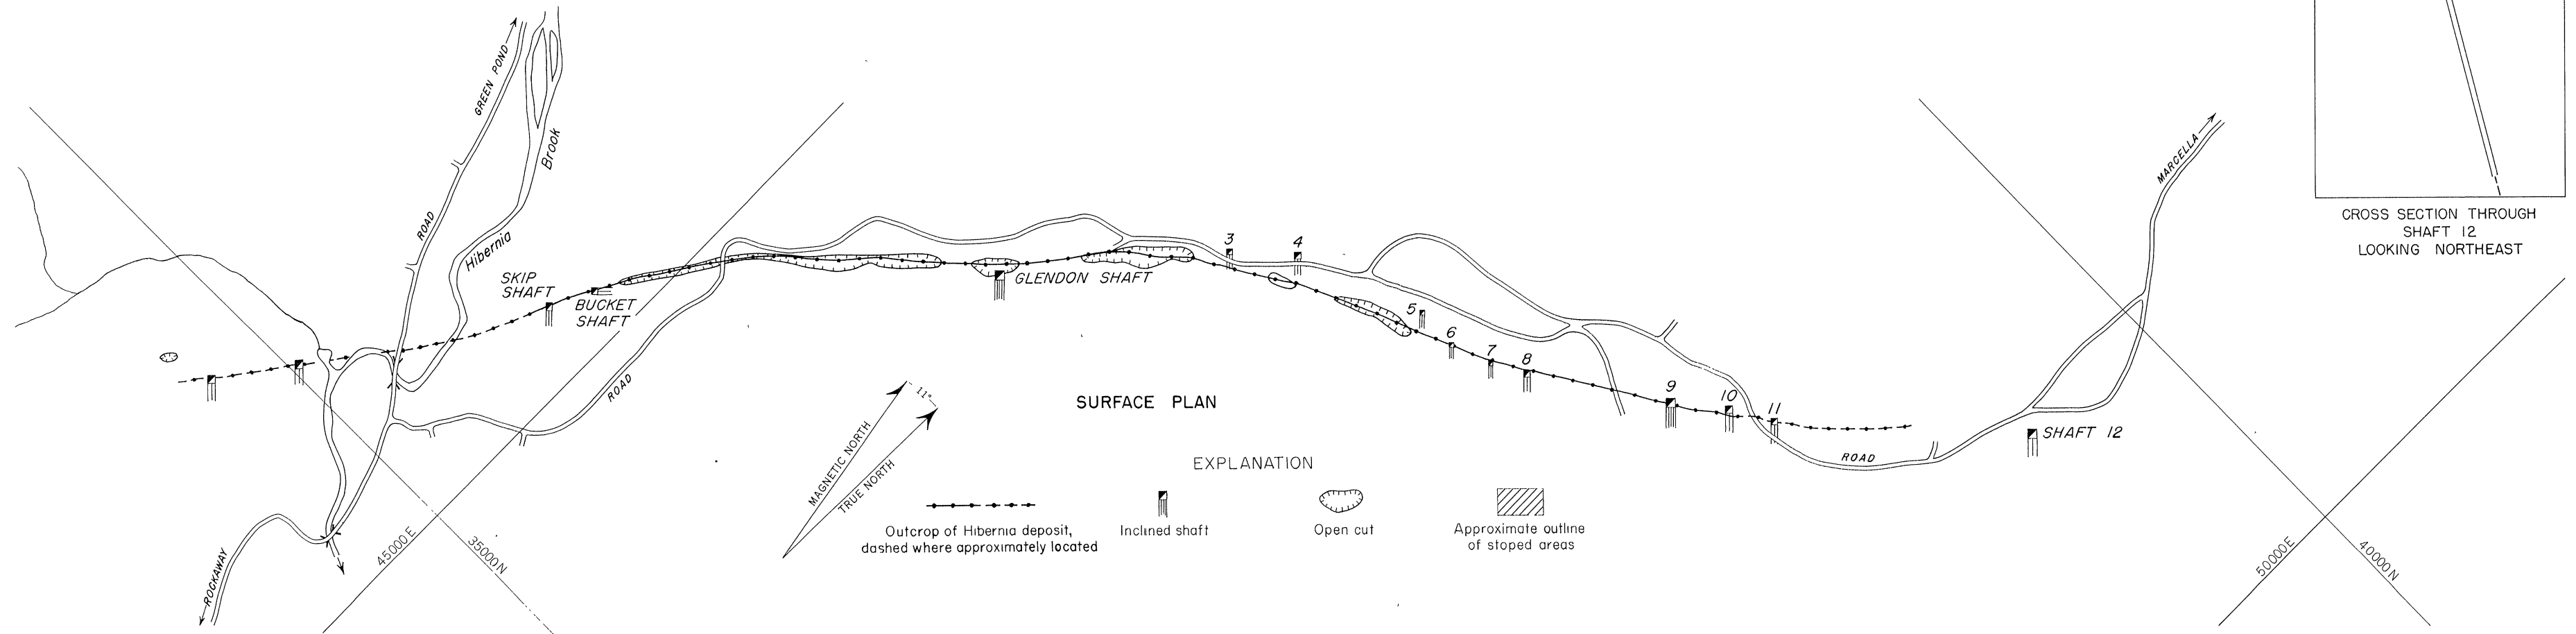 GREEN POND
ROAD
Hibernia
Brook
MARCELLA
CROSS SECTION THROUGH
SHAFT 12
LOOKING NORTHEAST
SKIP
SHAFT
BUCKET
SHAFT
GLENDON SHAFT
3
4
5
6
7
8
9
10
11
SHAFT 12
ROAD
ROAD
ROCKAWAY
45000E
35000N
MAGNETIC NORTH
TRUE NORTH
11°
SURFACE PLAN
EXPLANATION
Outcrop of Hibernia deposit,
dashed where approximately located
Inclined shaft
Open cut
Approximate outline
of stoped areas
50000E
40000N